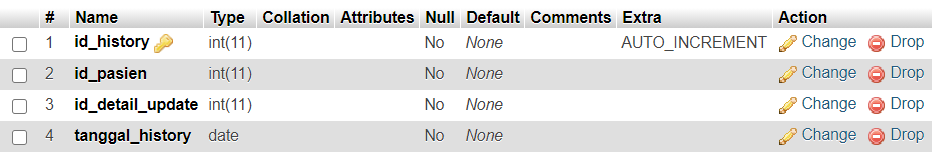 # Name Type Collation Attributes Null Default Comments Extra Action
1 id_history int(11) No None AUTO_INCREMENT Change Drop
2 id_pasien int(11) No None Change Drop
3 id_detail_update int(11) No None Change Drop
4 tanggal_history date No None Change Drop